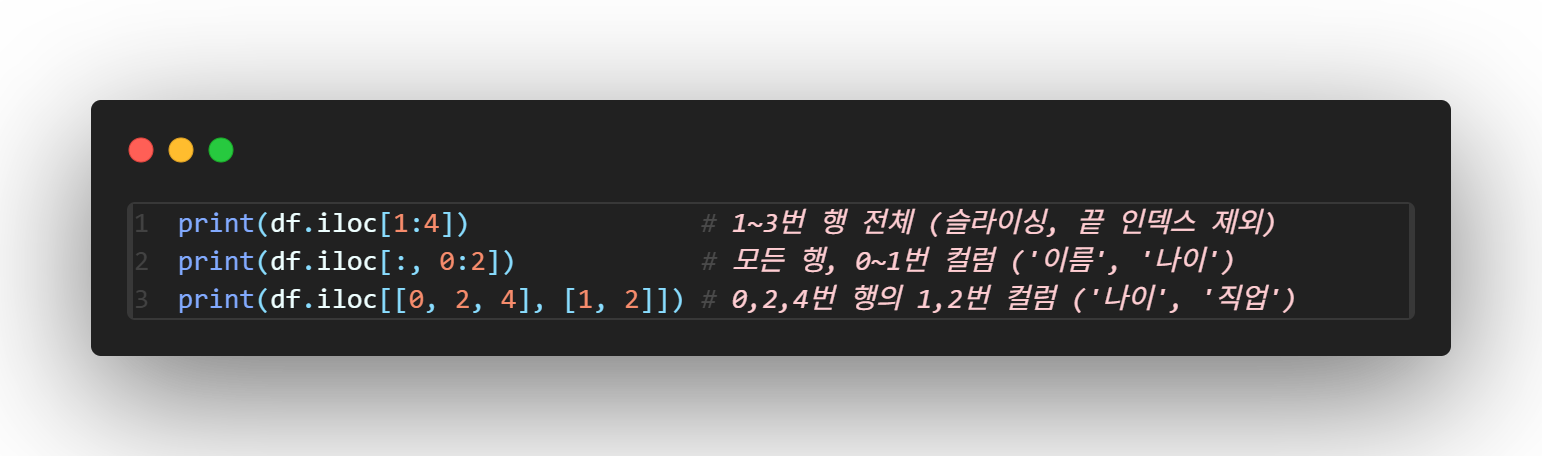 1 print(df.iloc[1:4])               # 1~3번 행 전체 (슬라이싱, 끝 인덱스 제외)
2 print(df.iloc[:, 0:2])            # 모든 행, 0~1번 컬럼 ('이름', '나이')
3 print(df.iloc[[0, 2, 4], [1, 2]]) # 0,2,4번 행의 1,2번 컬럼 ('나이', '직업')